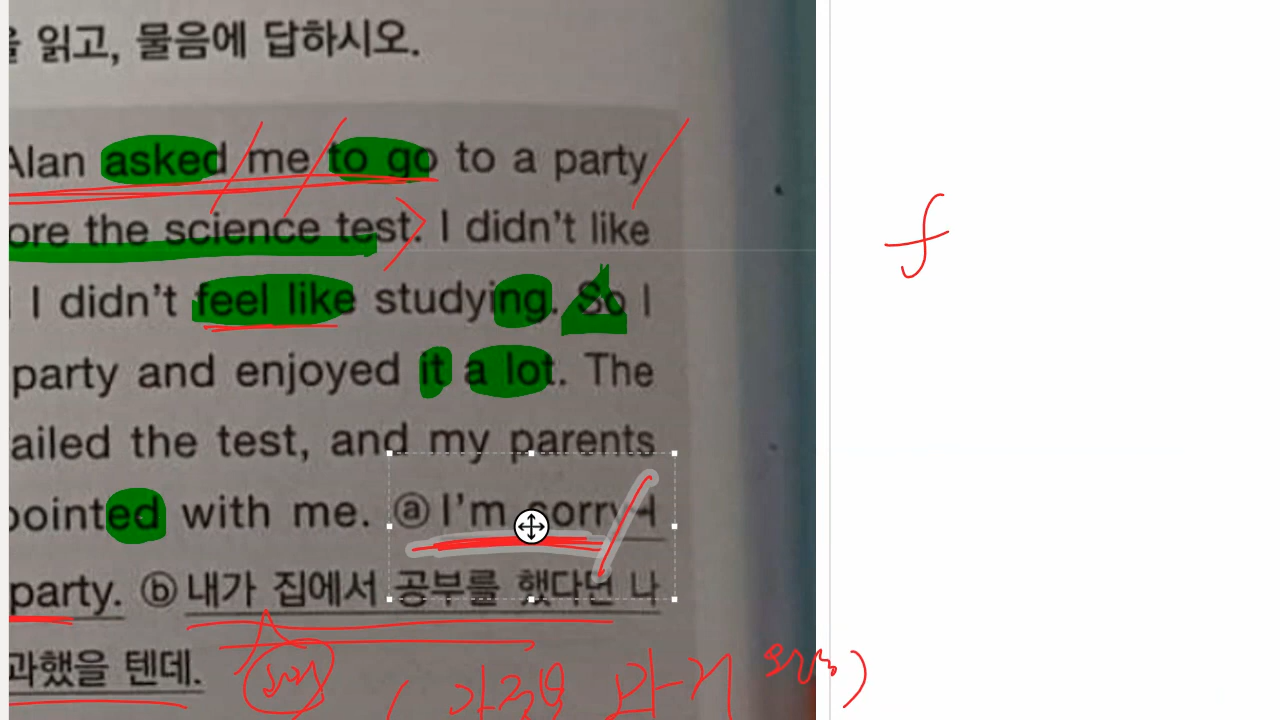 을 읽고, 물음에 답하시오.
Alan asked me to go to a party
ore the science test. I didn't like
I didn't feel like studying. So I
party and enjoyed it a lot. The
ailed the test, and my parents
pointed with me. ⓐ I'm sorry I
party. ⓑ 내가 집에서 공부를 했다면 나
과했을 텐데.
f